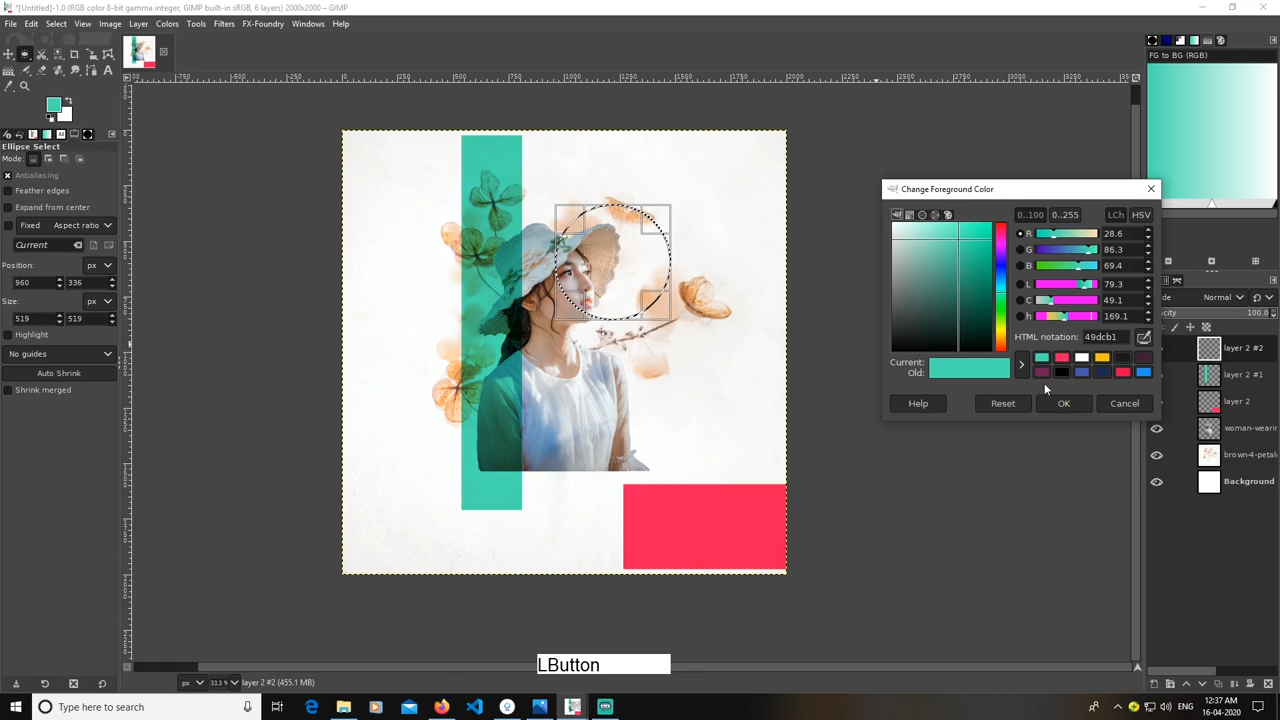 *[Untitled]-1.0 (RGB color 8-bit gamma integer, GIMP built-in sRGB, 6 layers) 2000x2000 – GIMP
File Edit Select View Image Layer Colors Tools Filters FX-Foundry Windows Help
FG to BG (RGB)
Ellipse Select
Mode:
Antialiasing
Feather edges
Expand from center
Fixed Aspect ratio
Current
Position: px
960 336
Size: px
519 519
Highlight
No guides
Auto Shrink
Shrink merged
Change Foreground Color
0..100 0..255 LCh HSV
R 28.6
G 86.3
B 69.4
L 79.3
C 49.1
h 169.1
HTML notation: 49dcb1
Current:
Old:
Help Reset OK Cancel
Normal
100.0
layer 2 #2
layer 2 #1
layer 2
woman-wearin
brown-4-petal
Background
LButton
px 33.3 layer 2 #2 (455.1 MB)
Type here to search
12:37 AM
16-04-2020